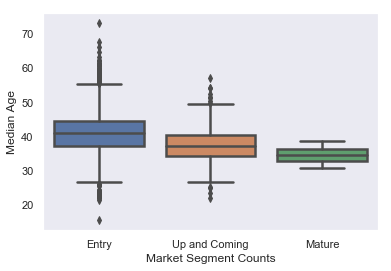 Median Age
70
60
50
40
30
20
Entry
Up and Coming
Mature
Market Segment Counts